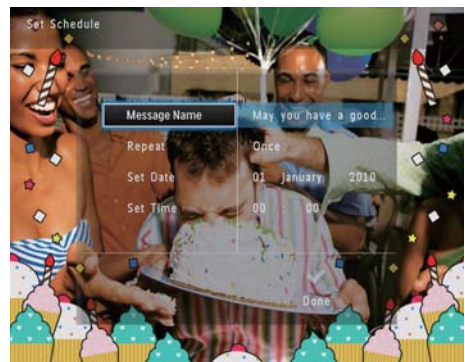 Set Schedule
Message Name May you have a good...
Repeat Once
Set Date 01 January, 2010
Set Time 00 : 00
Done